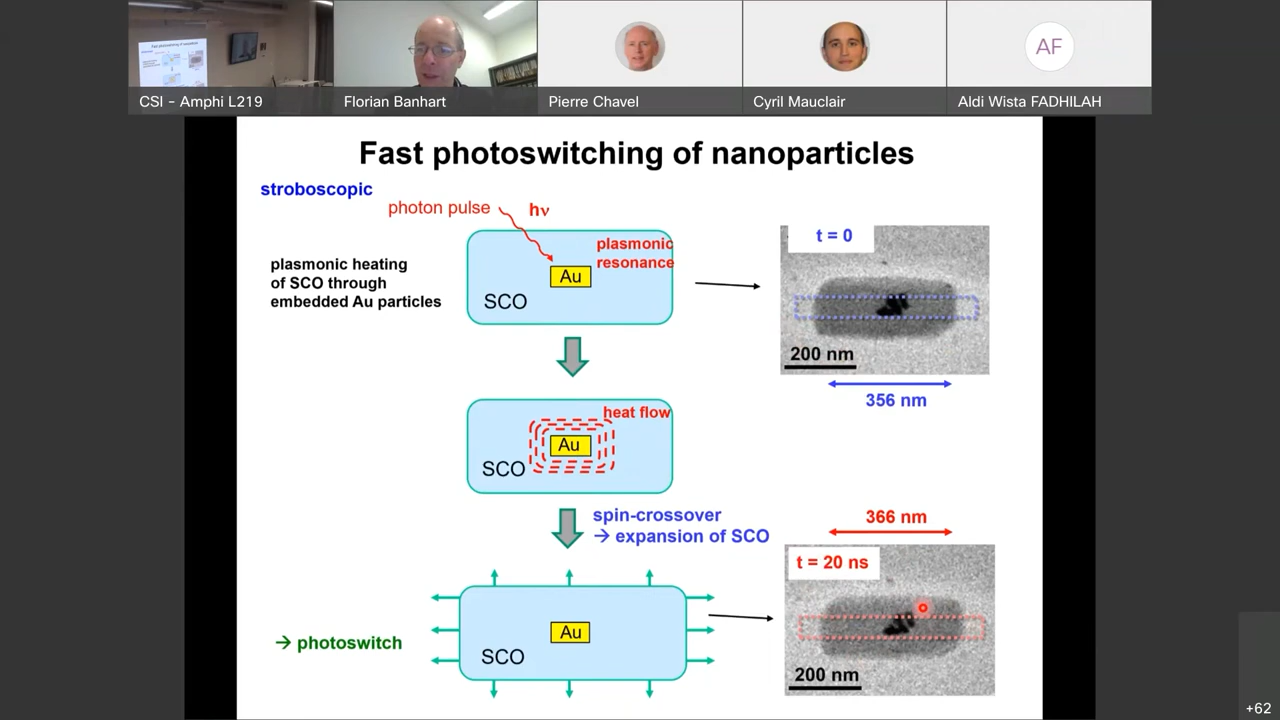 CSI - Amphi L219
Florian Banhart
Pierre Chavel
Cyril Mauclair
AF
Aldi Wista FADHILAH
Fast photoswitching of nanoparticles
stroboscopic
photon pulse
hν
plasmonic heating
of SCO through
embedded Au particles
plasmonic
resonance
Au
SCO
t = 0
200 nm
356 nm
heat flow
Au
SCO
spin-crossover
→ expansion of SCO
366 nm
t = 20 ns
Au
→ photoswitch
SCO
200 nm
+62